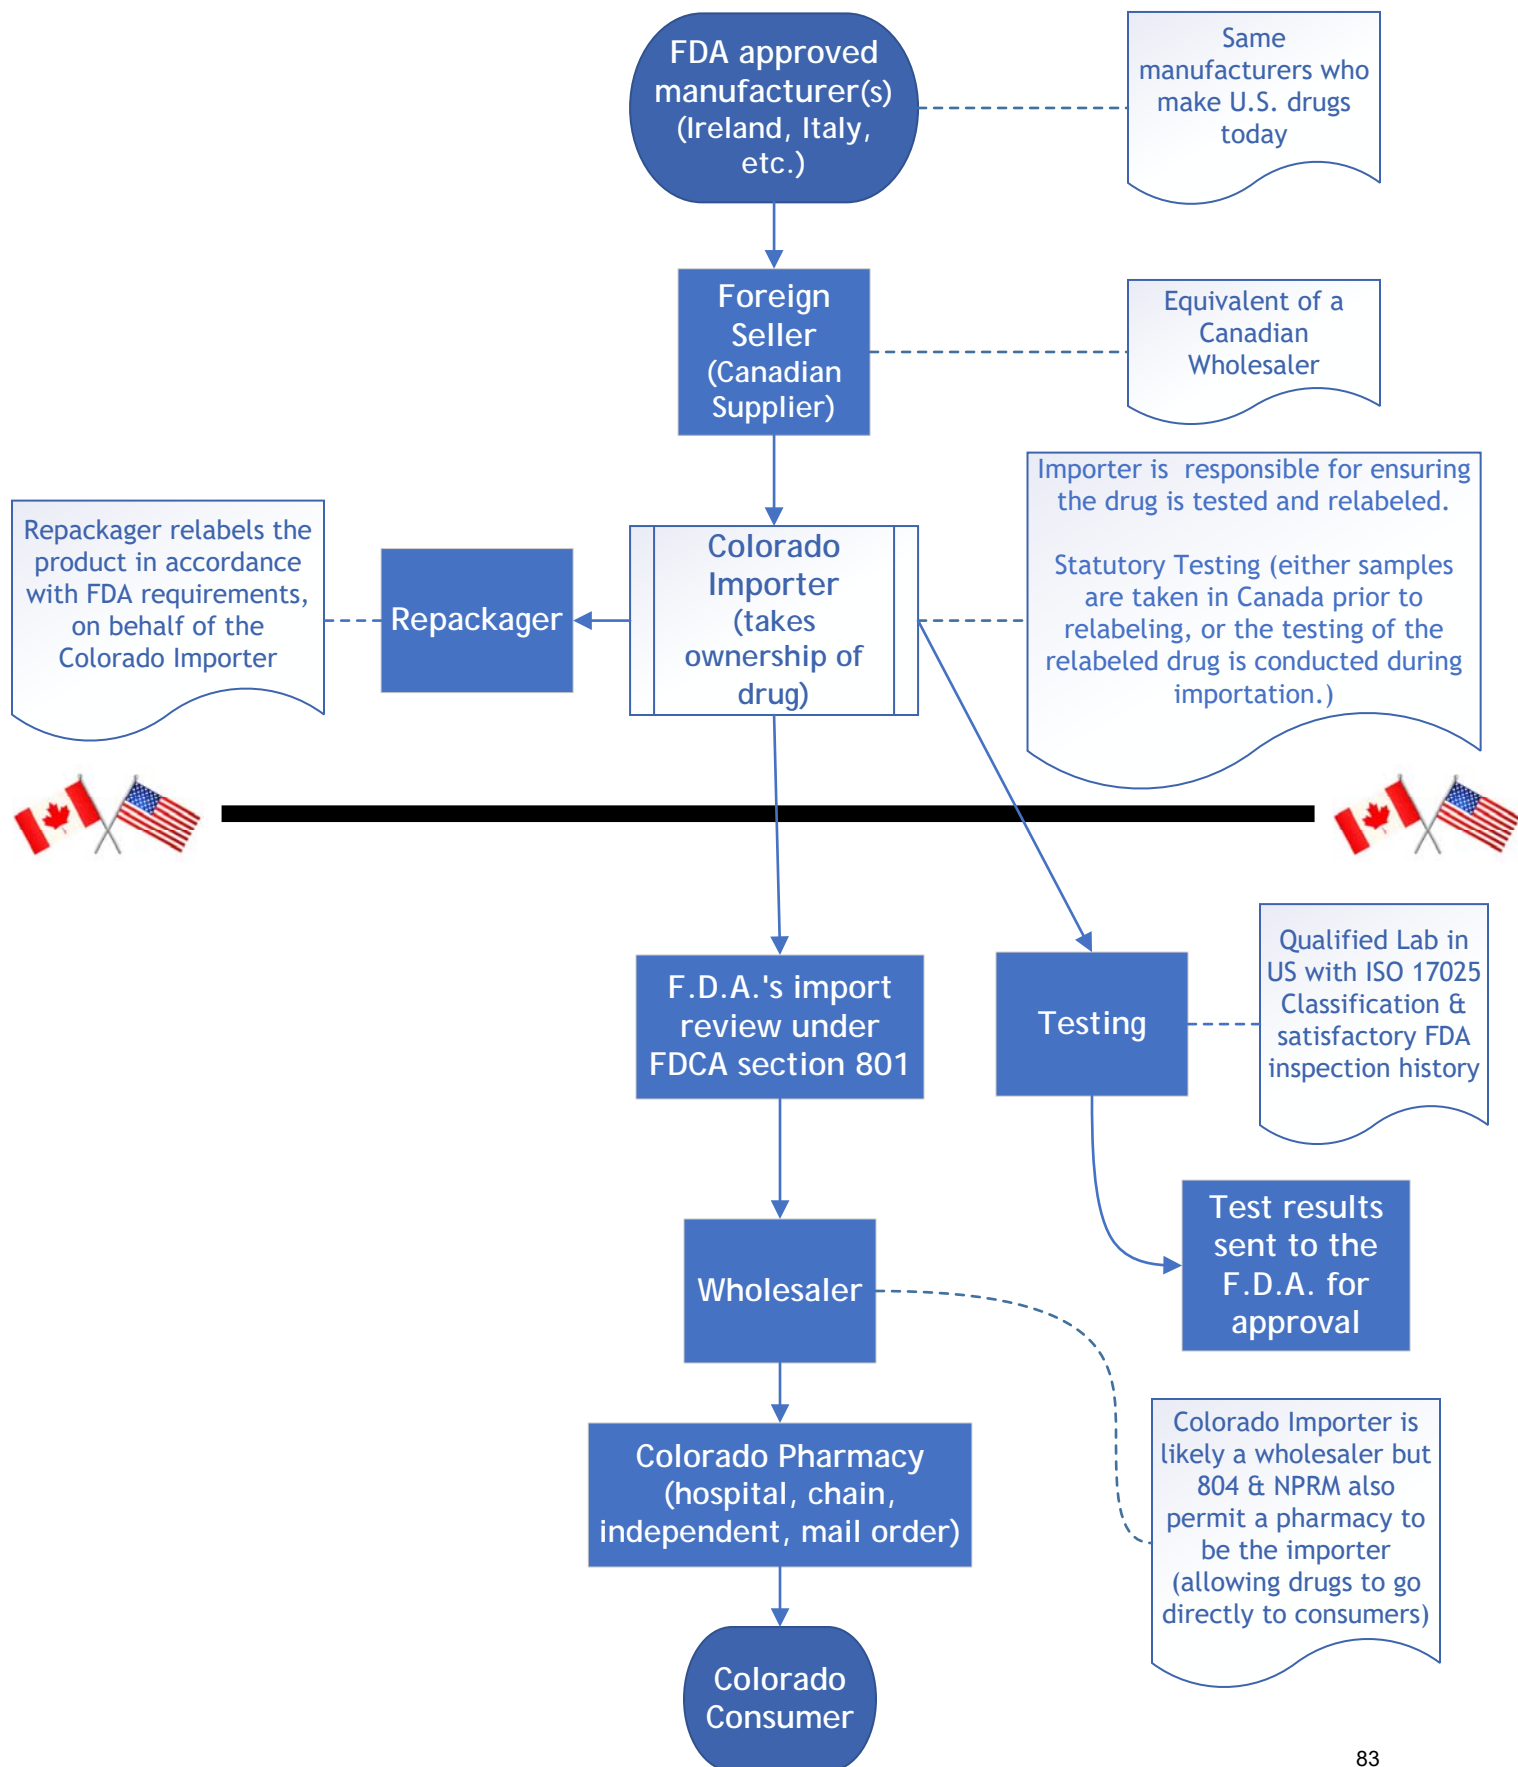 FDA approved
manufacturer(s)
(Ireland, Italy,
etc.)
Same
manufacturers who
make U.S. drugs
today
Foreign
Seller
(Canadian
Supplier)
Equivalent of a
Canadian
Wholesaler
Repackager relabels the
product in accordance
with FDA requirements,
on behalf of the
Colorado Importer
Repackager
Colorado
Importer
(takes
ownership of
drug)
Importer is  responsible for ensuring
the drug is tested and relabeled.
Statutory Testing (either samples
are taken in Canada prior to
relabeling, or the testing of the
relabeled drug is conducted during
importation.)
F.D.A.'s import
review under
FDCA section 801
Testing
Qualified Lab in
US with ISO 17025
Classification &
satisfactory FDA
inspection history
Test results
sent to the
F.D.A. for
approval
Wholesaler
Colorado Importer is
likely a wholesaler but
804 & NPRM also
permit a pharmacy to
be the importer
(allowing drugs to go
directly to consumers)
Colorado Pharmacy
(hospital, chain,
independent, mail order)
Colorado
Consumer
83